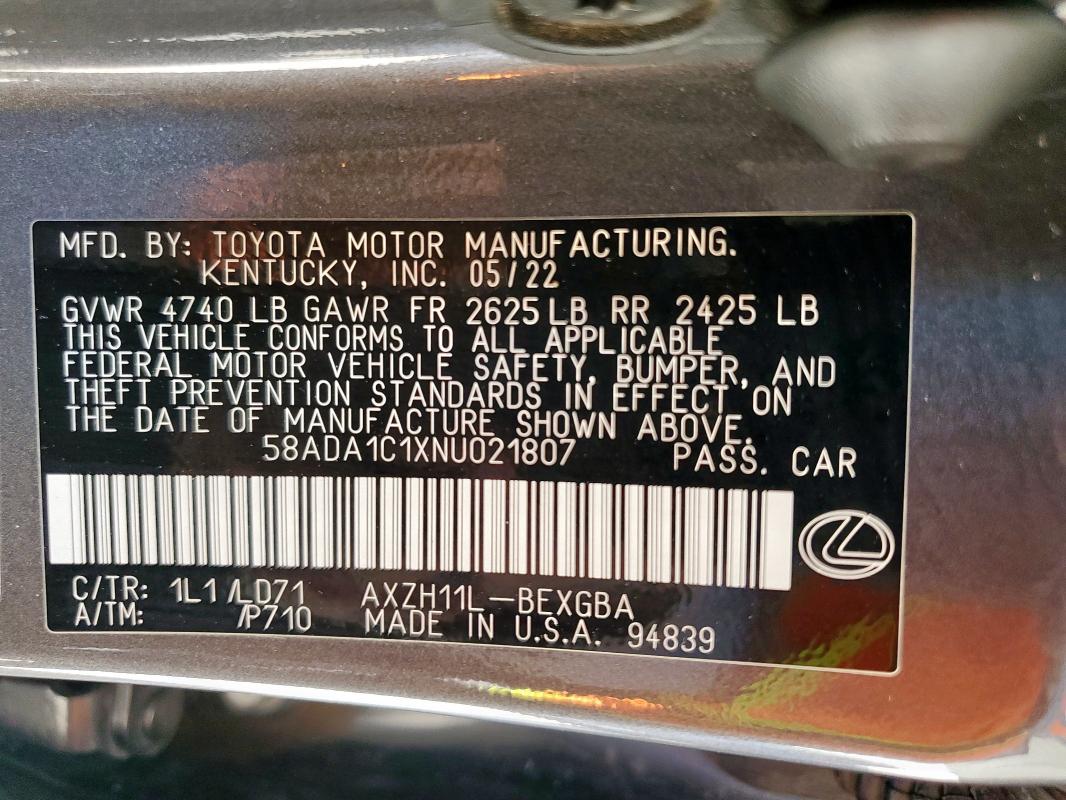 MFD. BY: TOYOTA MOTOR MANUFACTURING.
KENTUCKY, INC. 05/22
GVWR 4740 LB GAWR FR 2625 LB RR 2425 LB
THIS VEHICLE CONFORMS TO ALL APPLICABLE
FEDERAL MOTOR VEHICLE SAFETY, BUMPER, AND
THEFT PREVENTION STANDARDS IN EFFECT ON
THE DATE OF MANUFACTURE SHOWN ABOVE.
58ADA1C1XNU021807 PASS. CAR
C/TR: 1L1/LD71 AXZH11L-BEXGBA
A/TM: /P710 MADE IN U.S.A. 94839